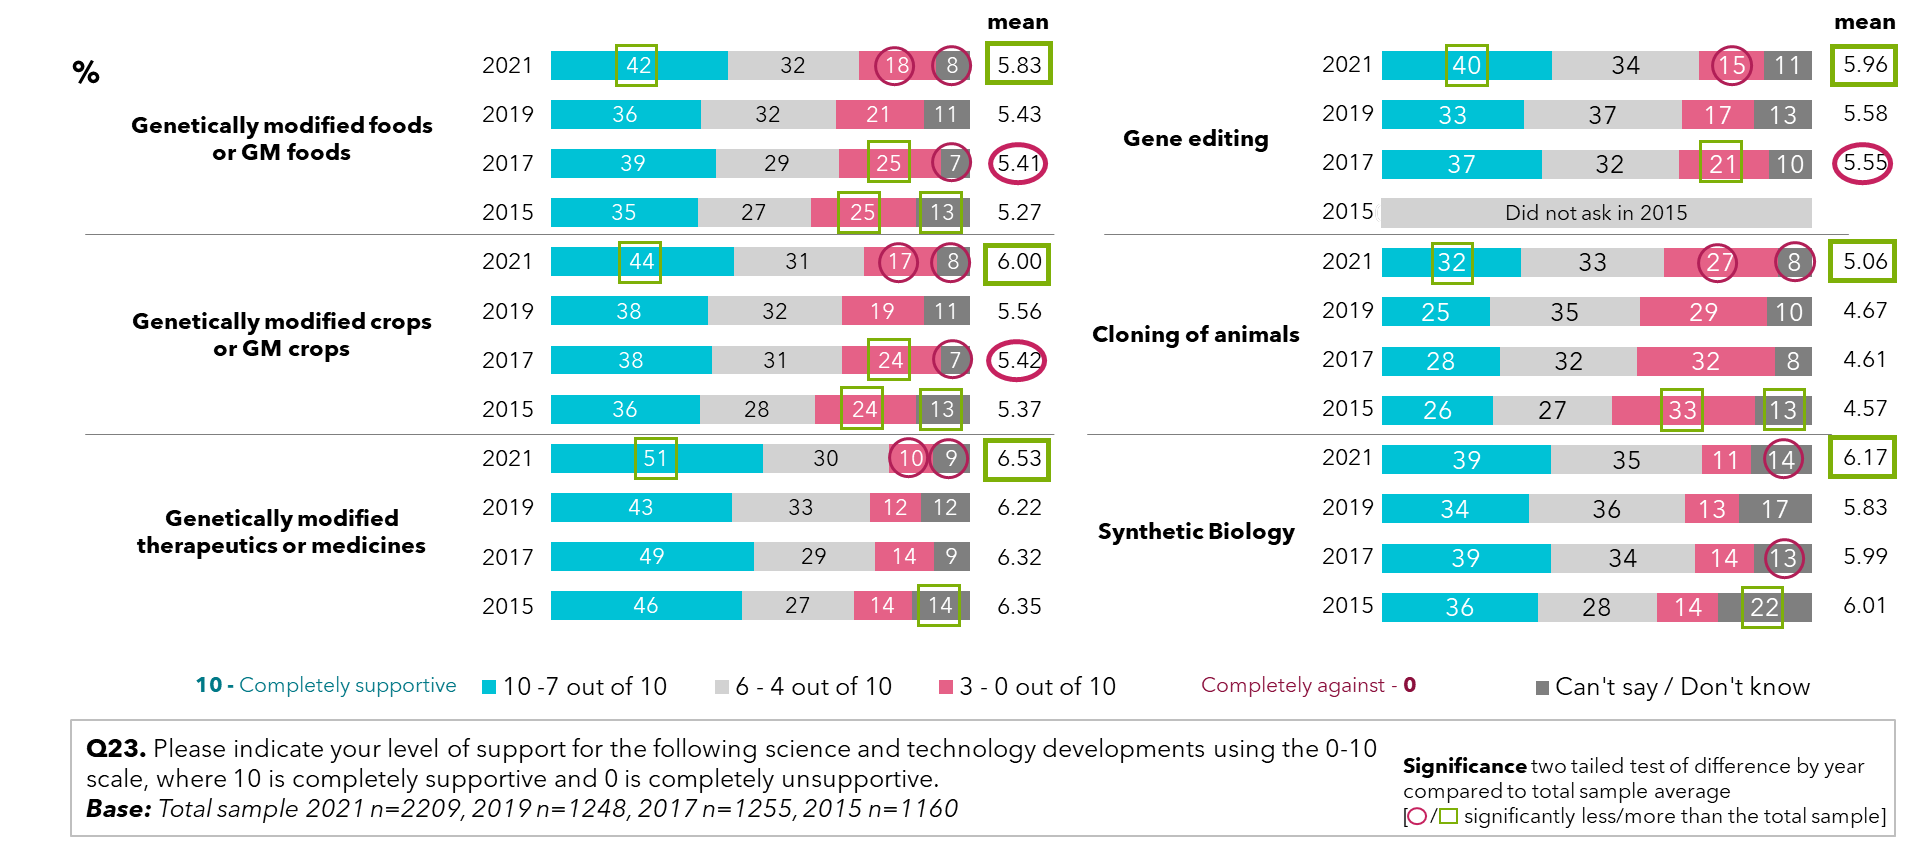 %
mean
Genetically modified foods
or GM foods
2021 42 32 18 8 5.83
2019 36 32 21 11 5.43
2017 39 29 25 7 5.41
2015 35 27 25 13 5.27
Genetically modified crops
or GM crops
2021 44 31 17 8 6.00
2019 38 32 19 11 5.56
2017 38 31 24 7 5.42
2015 36 28 24 13 5.37
Genetically modified
therapeutics or medicines
2021 51 30 10 9 6.53
2019 43 33 12 12 6.22
2017 49 29 14 9 6.32
2015 46 27 14 14 6.35
mean
Gene editing
2021 40 34 15 11 5.96
2019 33 37 17 13 5.58
2017 37 32 21 10 5.55
2015 Did not ask in 2015
Cloning of animals
2021 32 33 27 8 5.06
2019 25 35 29 10 4.67
2017 28 32 32 8 4.61
2015 26 27 33 13 4.57
Synthetic Biology
2021 39 35 11 14 6.17
2019 34 36 13 17 5.83
2017 39 34 14 13 5.99
2015 36 28 14 22 6.01
10 - Completely supportive 10 -7 out of 10 6 - 4 out of 10 3 - 0 out of 10 Completely against - 0 Can't say / Don't know
Q23. Please indicate your level of support for the following science and technology developments using the 0-10
scale, where 10 is completely supportive and 0 is completely unsupportive.
Base: Total sample 2021 n=2209, 2019 n=1248, 2017 n=1255, 2015 n=1160
Significance two tailed test of difference by year
compared to total sample average
[ / significantly less/more than the total sample]